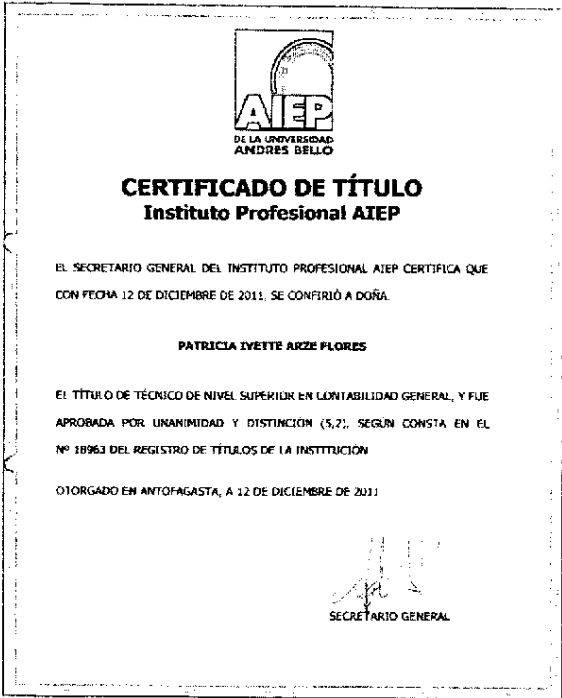 AIEP
DE LA UNIVERSIDAD
ANDRES BELLO
CERTIFICADO DE TÍTULO
Instituto Profesional AIEP
EL SECRETARIO GENERAL DEL INSTITUTO PROFESIONAL AIEP CERTIFICA QUE
CON FECHA 12 DE DICIEMBRE DE 2011, SE CONFIRIÓ A DOÑA
PATRICIA IVETTE ARZE FLORES
EL TÍTULO DE TÉCNICO DE NIVEL SUPERIOR EN CONTABILIDAD GENERAL, Y FUE
APROBADA POR UNANIMIDAD Y DISTINCIÓN (5,2), SEGÚN CONSTA EN EL
Nº 18963 DEL REGISTRO DE TÍTULOS DE LA INSTITUCIÓN
OTORGADO EN ANTOFAGASTA, A 12 DE DICIEMBRE DE 2011
SECRETARIO GENERAL